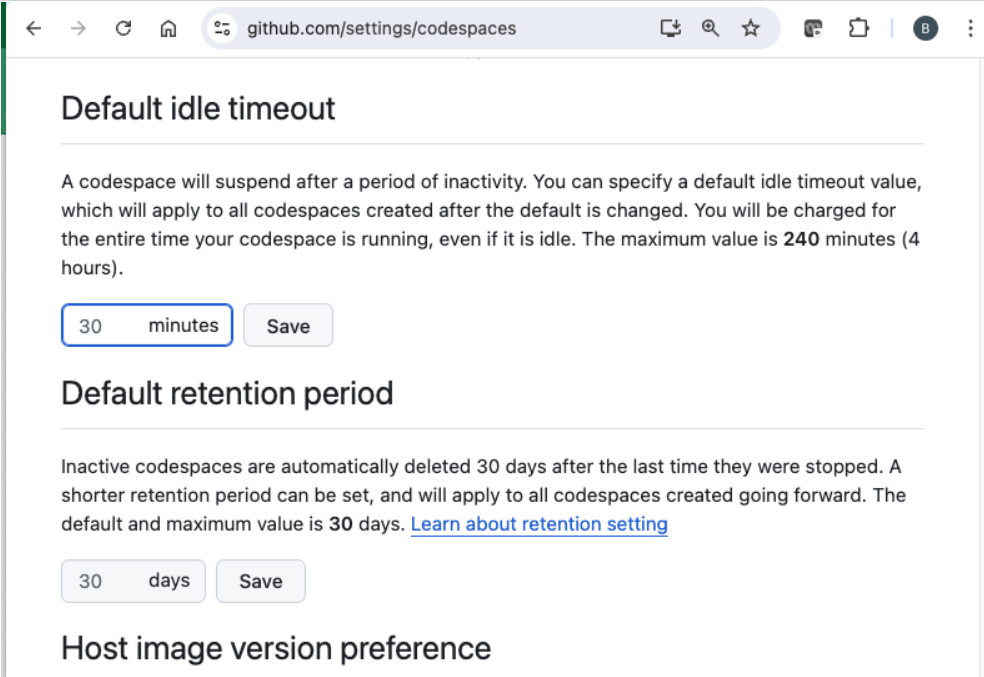 github.com/settings/codespaces
B
Default idle timeout
A codespace will suspend after a period of inactivity. You can specify a default idle timeout value,
which will apply to all codespaces created after the default is changed. You will be charged for
the entire time your codespace is running, even if it is idle. The maximum value is 240 minutes (4
hours).
30 minutes Save
Default retention period
Inactive codespaces are automatically deleted 30 days after the last time they were stopped. A
shorter retention period can be set, and will apply to all codespaces created going forward. The
default and maximum value is 30 days. Learn about retention setting
30 days Save
Host image version preference